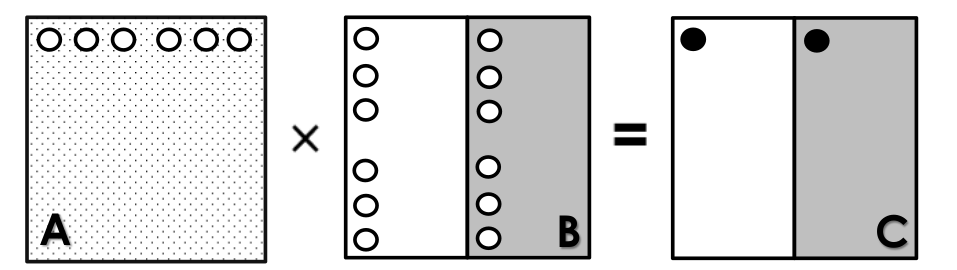 A × B = C